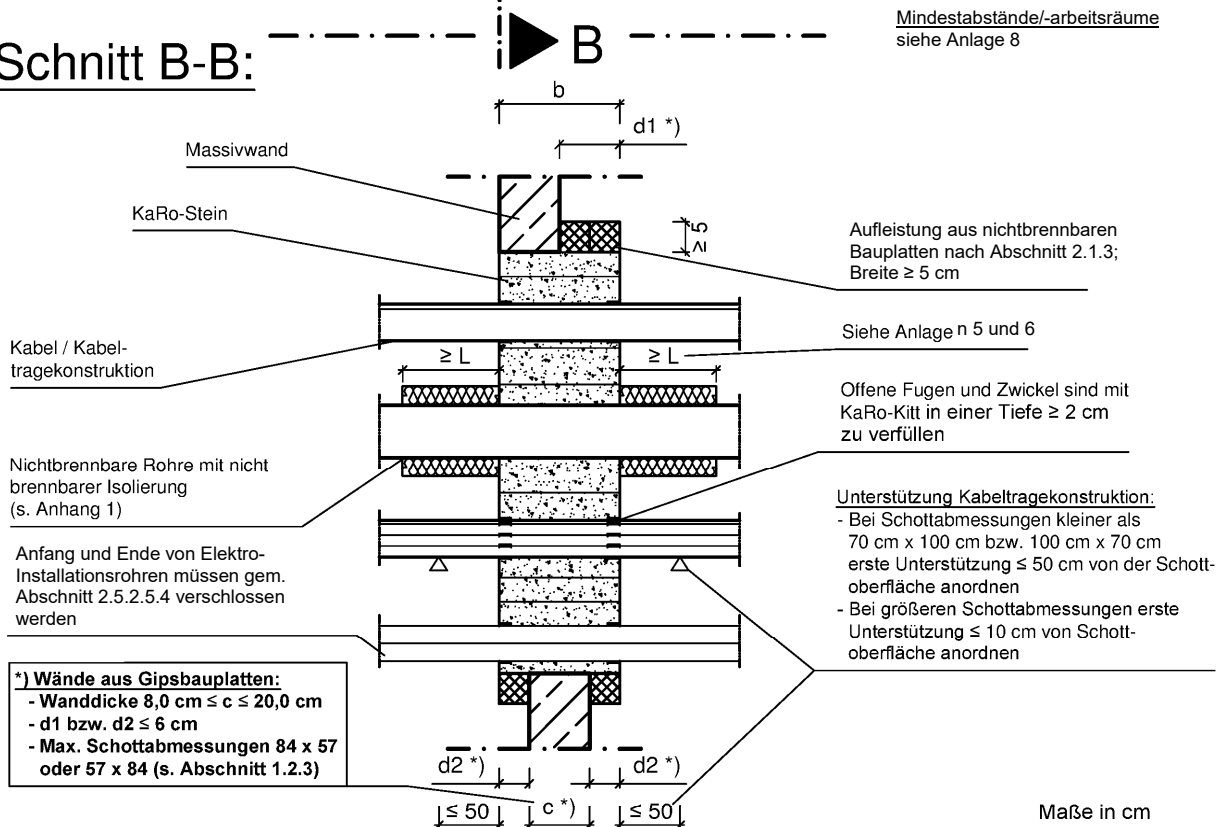 Schnitt B-B:
B
Mindestabstände/-arbeitsräume
siehe Anlage 8
b
d1 *)
Massivwand
KaRo-Stein
≥ 5
Aufleistung aus nichtbrennbaren
Bauplatten nach Abschnitt 2.1.3;
Breite ≥ 5 cm
Siehe Anlage n 5 und 6
Kabel / Kabel-
tragekonstruktion
≥ L
≥ L
Offene Fugen und Zwickel sind mit
KaRo-Kitt in einer Tiefe ≥ 2 cm
zu verfüllen
Nichtbrennbare Rohre mit nicht
brennbarer Isolierung
(s. Anhang 1)
Unterstützung Kabeltragekonstruktion:
- Bei Schottabmessungen kleiner als
70 cm x 100 cm bzw. 100 cm x 70 cm
erste Unterstützung ≤ 50 cm von der Schott-
oberfläche anordnen
- Bei größeren Schottabmessungen erste
Unterstützung ≤ 10 cm von Schott-
oberfläche anordnen
Anfang und Ende von Elektro-
Installationsrohren müssen gem.
Abschnitt 2.5.2.5.4 verschlossen
werden
*) Wände aus Gipsbauplatten:
- Wanddicke 8,0 cm ≤ c ≤ 20,0 cm
- d1 bzw. d2 ≤ 6 cm
- Max. Schottabmessungen 84 x 57
oder 57 x 84 (s. Abschnitt 1.2.3)
d2 *)
d2 *)
≤ 50
c *)
≤ 50
Maße in cm